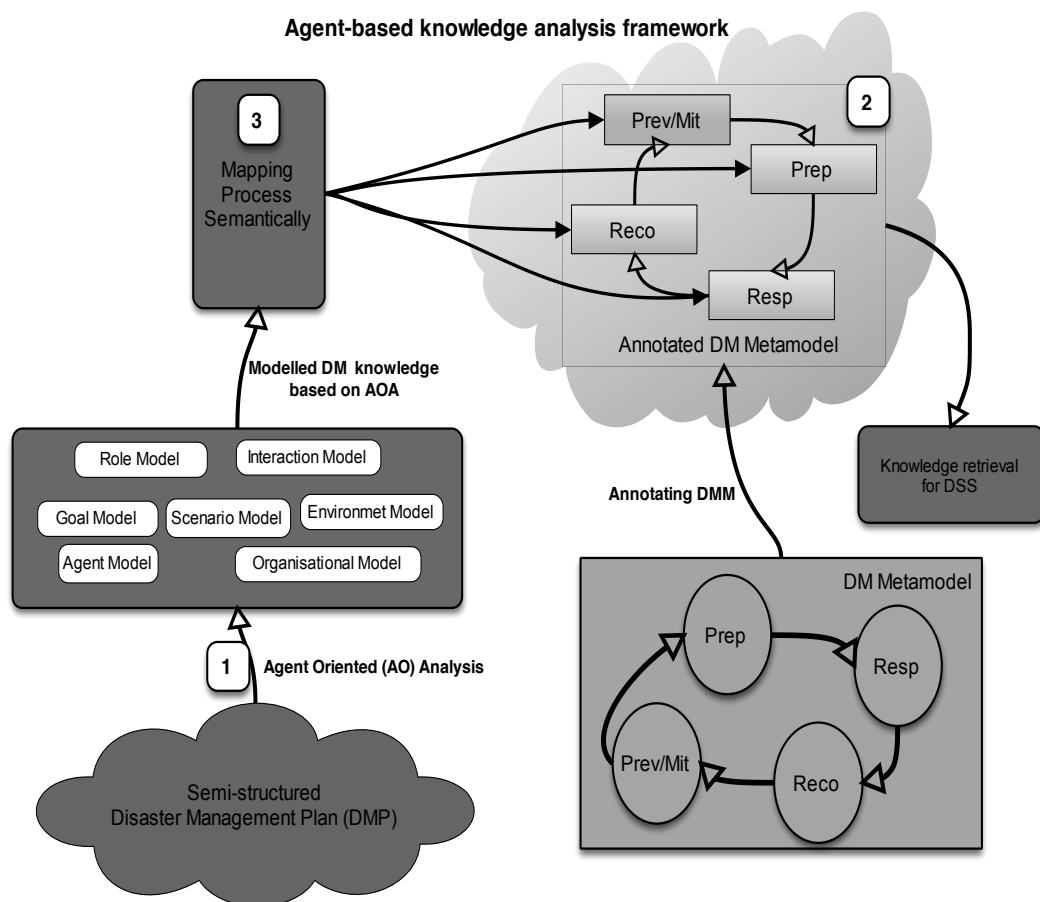 Agent-based knowledge analysis framework
3
Mapping
Process
Semantically
2
Prev/Mit
Prep
Reco
Resp
Annotated DM Metamodel
Modelled DM knowledge
based on AOA
Role Model
Interaction Model
Goal Model
Scenario Model
Environmet Model
Agent Model
Organisational Model
Knowledge retrieval
for DSS
Annotating DMM
1
Agent Oriented (AO) Analysis
DM Metamodel
Prep
Resp
Prev/Mit
Reco
Semi-structured
Disaster Management Plan (DMP)